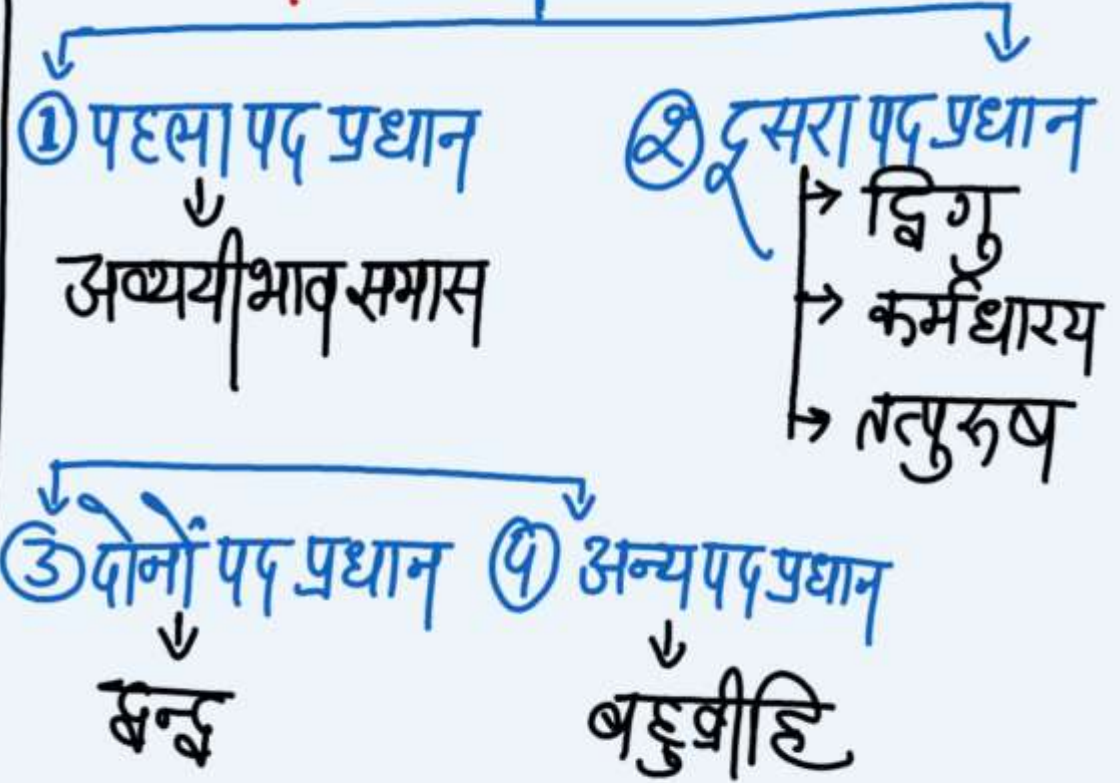 ① पहला पद प्रधान
② दूसरा पद प्रधान
अव्ययीभाव समास
द्विगु
कर्मधारय
तत्पुरुष
③ दोनों पद प्रधान
④ अन्य पद प्रधान
द्वन्द्व
बहुव्रीहि